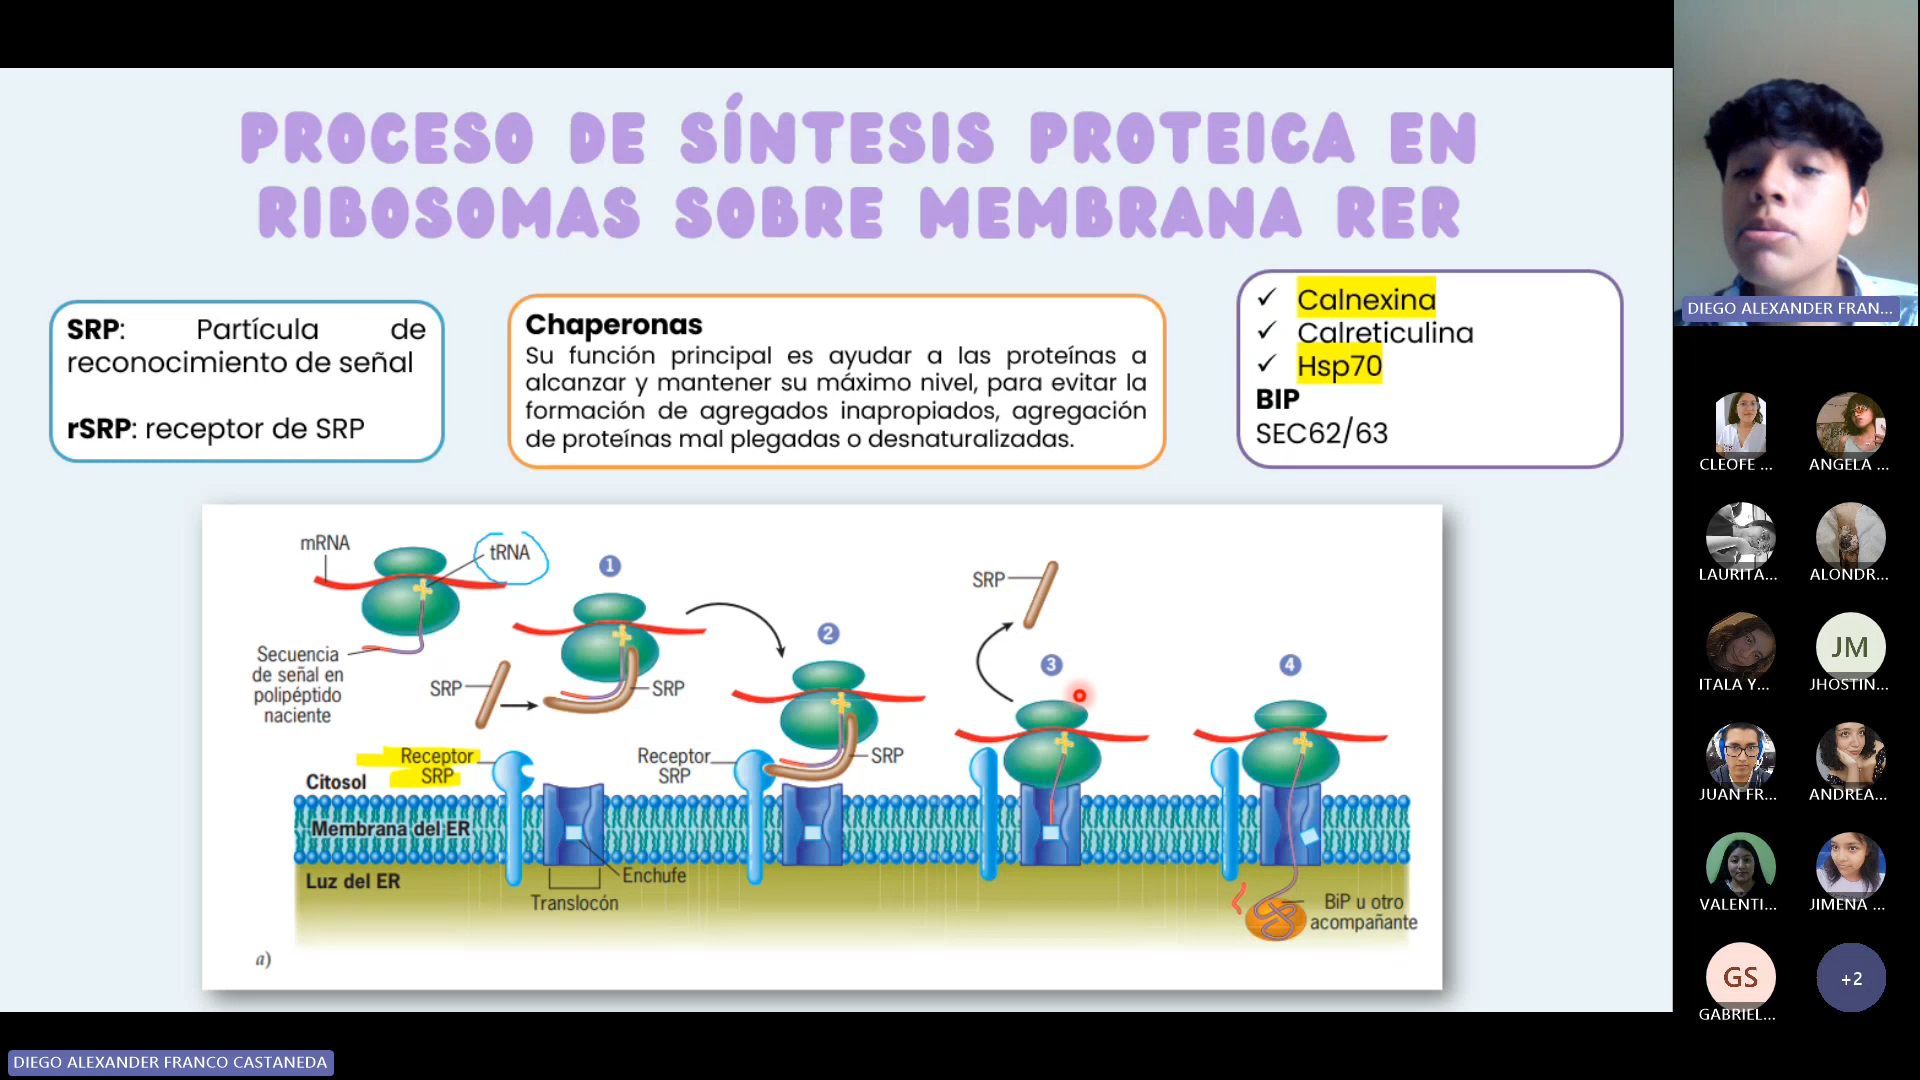 PROCESO DE SÍNTESIS PROTEICA EN
RIBOSOMAS SOBRE MEMBRANA RER
SRP: Partícula de
reconocimiento de señal
rSRP: receptor de SRP
Chaperonas
Su función principal es ayudar a las proteínas a
alcanzar y mantener su máximo nivel, para evitar la
formación de agregados inapropiados, agregación
de proteínas mal plegadas o desnaturalizadas.
✓ Calnexina
✓ Calreticulina
✓ Hsp70
BIP
SEC62/63
mRNA
tRNA
Secuencia
de señal en
polipéptido
naciente
1
SRP
SRP
2
Receptor
SRP
Receptor
SRP
SRP
SRP
3
4
Citosol
Membrana del ER
Luz del ER
Enchufe
Translocón
BiP u otro
acompañante
a)
DIEGO ALEXANDER FRAN...
CLEOFE ...
ANGELA ...
LAURITA...
ALONDR...
ITALA Y...
JM
JHOSTIN...
JUAN FR...
ANDREA...
VALENTI...
JIMENA ...
GS
GABRIEL...
+2
DIEGO ALEXANDER FRANCO CASTANEDA